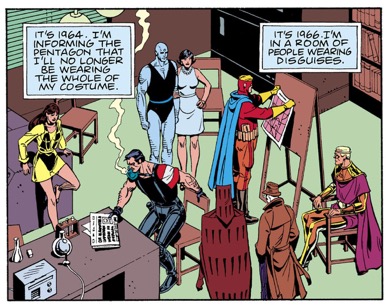 IT'S 1964. I'M
INFORMING THE
PENTAGON THAT
I'LL NO LONGER
BE WEARING
THE WHOLE OF
MY COSTUME.
IT'S 1966. I'M
IN A ROOM OF
PEOPLE WEARING
DISGUISES.